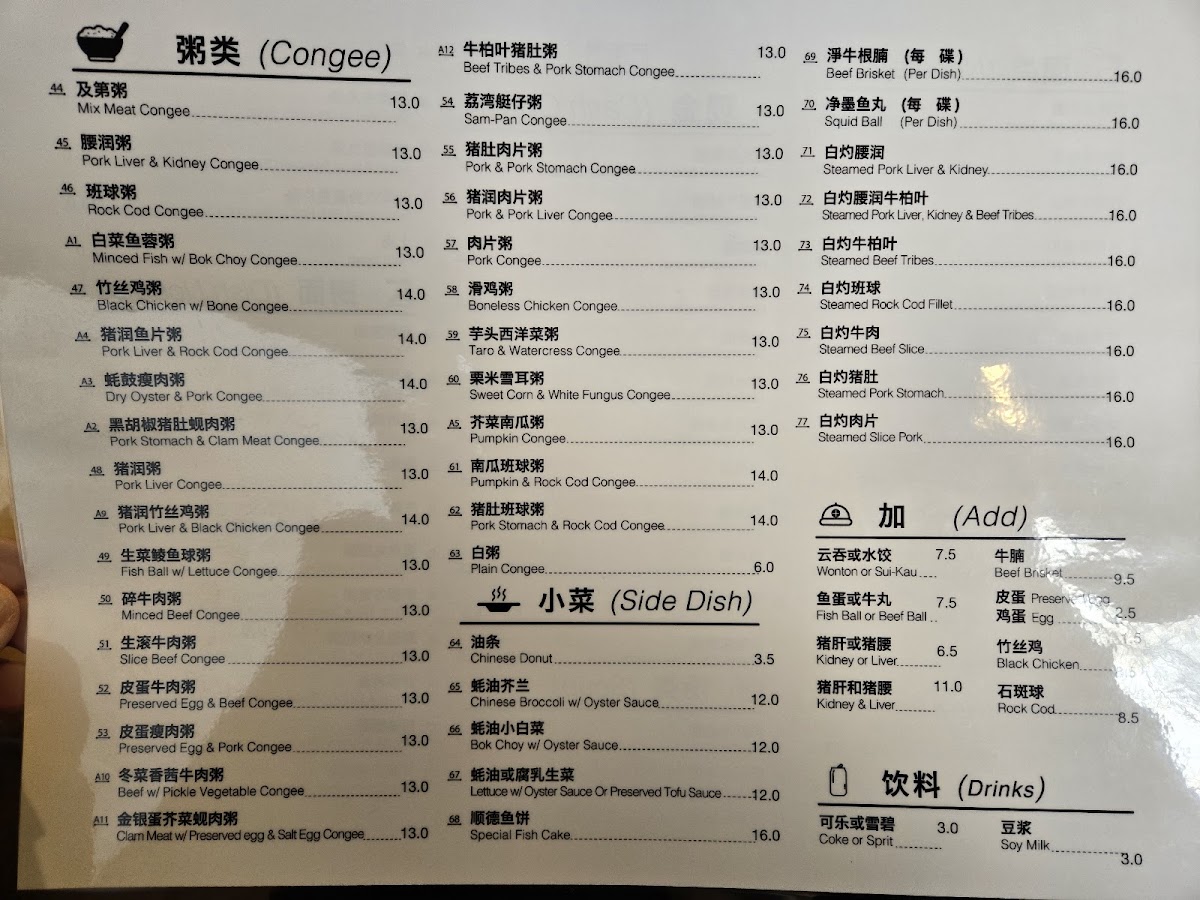 粥类 (Congee)
44 及第粥
Mix Meat Congee 13.0
45 腰润粥
Pork Liver & Kidney Congee 13.0
46 班球粥
Rock Cod Congee 13.0
A1 白菜鱼蓉粥
Minced Fish w/ Bok Choy Congee 13.0
47 竹丝鸡粥
Black Chicken w/ Bone Congee 14.0
A4 猪润鱼片粥
Pork Liver & Rock Cod Congee 14.0
A3 蚝鼓瘦肉粥
Dry Oyster & Pork Congee 14.0
A2 黑胡椒猪肚蚬肉粥
Pork Stomach & Clam Meat Congee 13.0
48 猪润粥
Pork Liver Congee 13.0
A9 猪润竹丝鸡粥
Pork Liver & Black Chicken Congee 14.0
49 生菜鲮鱼球粥
Fish Ball w/ Lettuce Congee 13.0
50 碎牛肉粥
Minced Beef Congee 13.0
51 生滚牛肉粥
Slice Beef Congee 13.0
52 皮蛋牛肉粥
Preserved Egg & Beef Congee 13.0
53 皮蛋瘦肉粥
Preserved Egg & Pork Congee 13.0
A10 冬菜香茜牛肉粥
Beef w/ Pickle Vegetable Congee 13.0
A11 金银蛋芥菜蚬肉粥
Clam Meat w/ Preserved egg & Salt Egg Congee 13.0
A12 牛柏叶猪肚粥
Beef Tribes & Pork Stomach Congee 13.0
54 荔湾艇仔粥
Sam-Pan Congee 13.0
55 猪肚肉片粥
Pork & Pork Stomach Congee 13.0
56 猪润肉片粥
Pork & Pork Liver Congee 13.0
57 肉片粥
Pork Congee 13.0
58 滑鸡粥
Boneless Chicken Congee 13.0
59 芋头西洋菜粥
Taro & Watercress Congee 13.0
60 栗米雪耳粥
Sweet Corn & White Fungus Congee 13.0
A5 芥菜南瓜粥
Pumpkin Congee 13.0
61 南瓜班球粥
Pumpkin & Rock Cod Congee 14.0
62 猪肚班球粥
Pork Stomach & Rock Cod Congee 14.0
63 白粥
Plain Congee 6.0
小菜 (Side Dish)
64 油条
Chinese Donut 3.5
65 蚝油芥兰
Chinese Broccoli w/ Oyster Sauce 12.0
66 蚝油小白菜
Bok Choy w/ Oyster Sauce 12.0
67 蚝油或腐乳生菜
Lettuce w/ Oyster Sauce Or Preserved Tofu Sauce 12.0
68 顺德鱼饼
Special Fish Cake 16.0
69 淨牛根腩 (每 碟)
Beef Brisket (Per Dish) 16.0
70 净墨鱼丸 (每 碟)
Squid Ball (Per Dish) 16.0
71 白灼腰润
Steamed Pork Liver & Kidney 16.0
72 白灼腰润牛柏叶
Steamed Pork Liver, Kidney & Beef Tribes 16.0
73 白灼牛柏叶
Steamed Beef Tribes 16.0
74 白灼班球
Steamed Rock Cod Fillet 16.0
75 白灼牛肉
Steamed Beef Slice 16.0
76 白灼猪肚
Steamed Pork Stomach 16.0
77 白灼肉片
Steamed Slice Pork 16.0
加 (Add)
云吞或水饺 7.5
Wonton or Sui-Kau
鱼蛋或牛丸 7.5
Fish Ball or Beef Ball
猪肝或猪腰 6.5
Kidney or Liver
猪肝和猪腰 11.0
Kidney & Liver
牛腩
Beef Brisket 9.5
皮蛋 Preserved Egg
鸡蛋 Egg 2.5
竹丝鸡
Black Chicken
石斑球
Rock Cod 8.5
饮料 (Drinks)
可乐或雪碧 3.0
Coke or Sprit
豆浆
Soy Milk 3.0